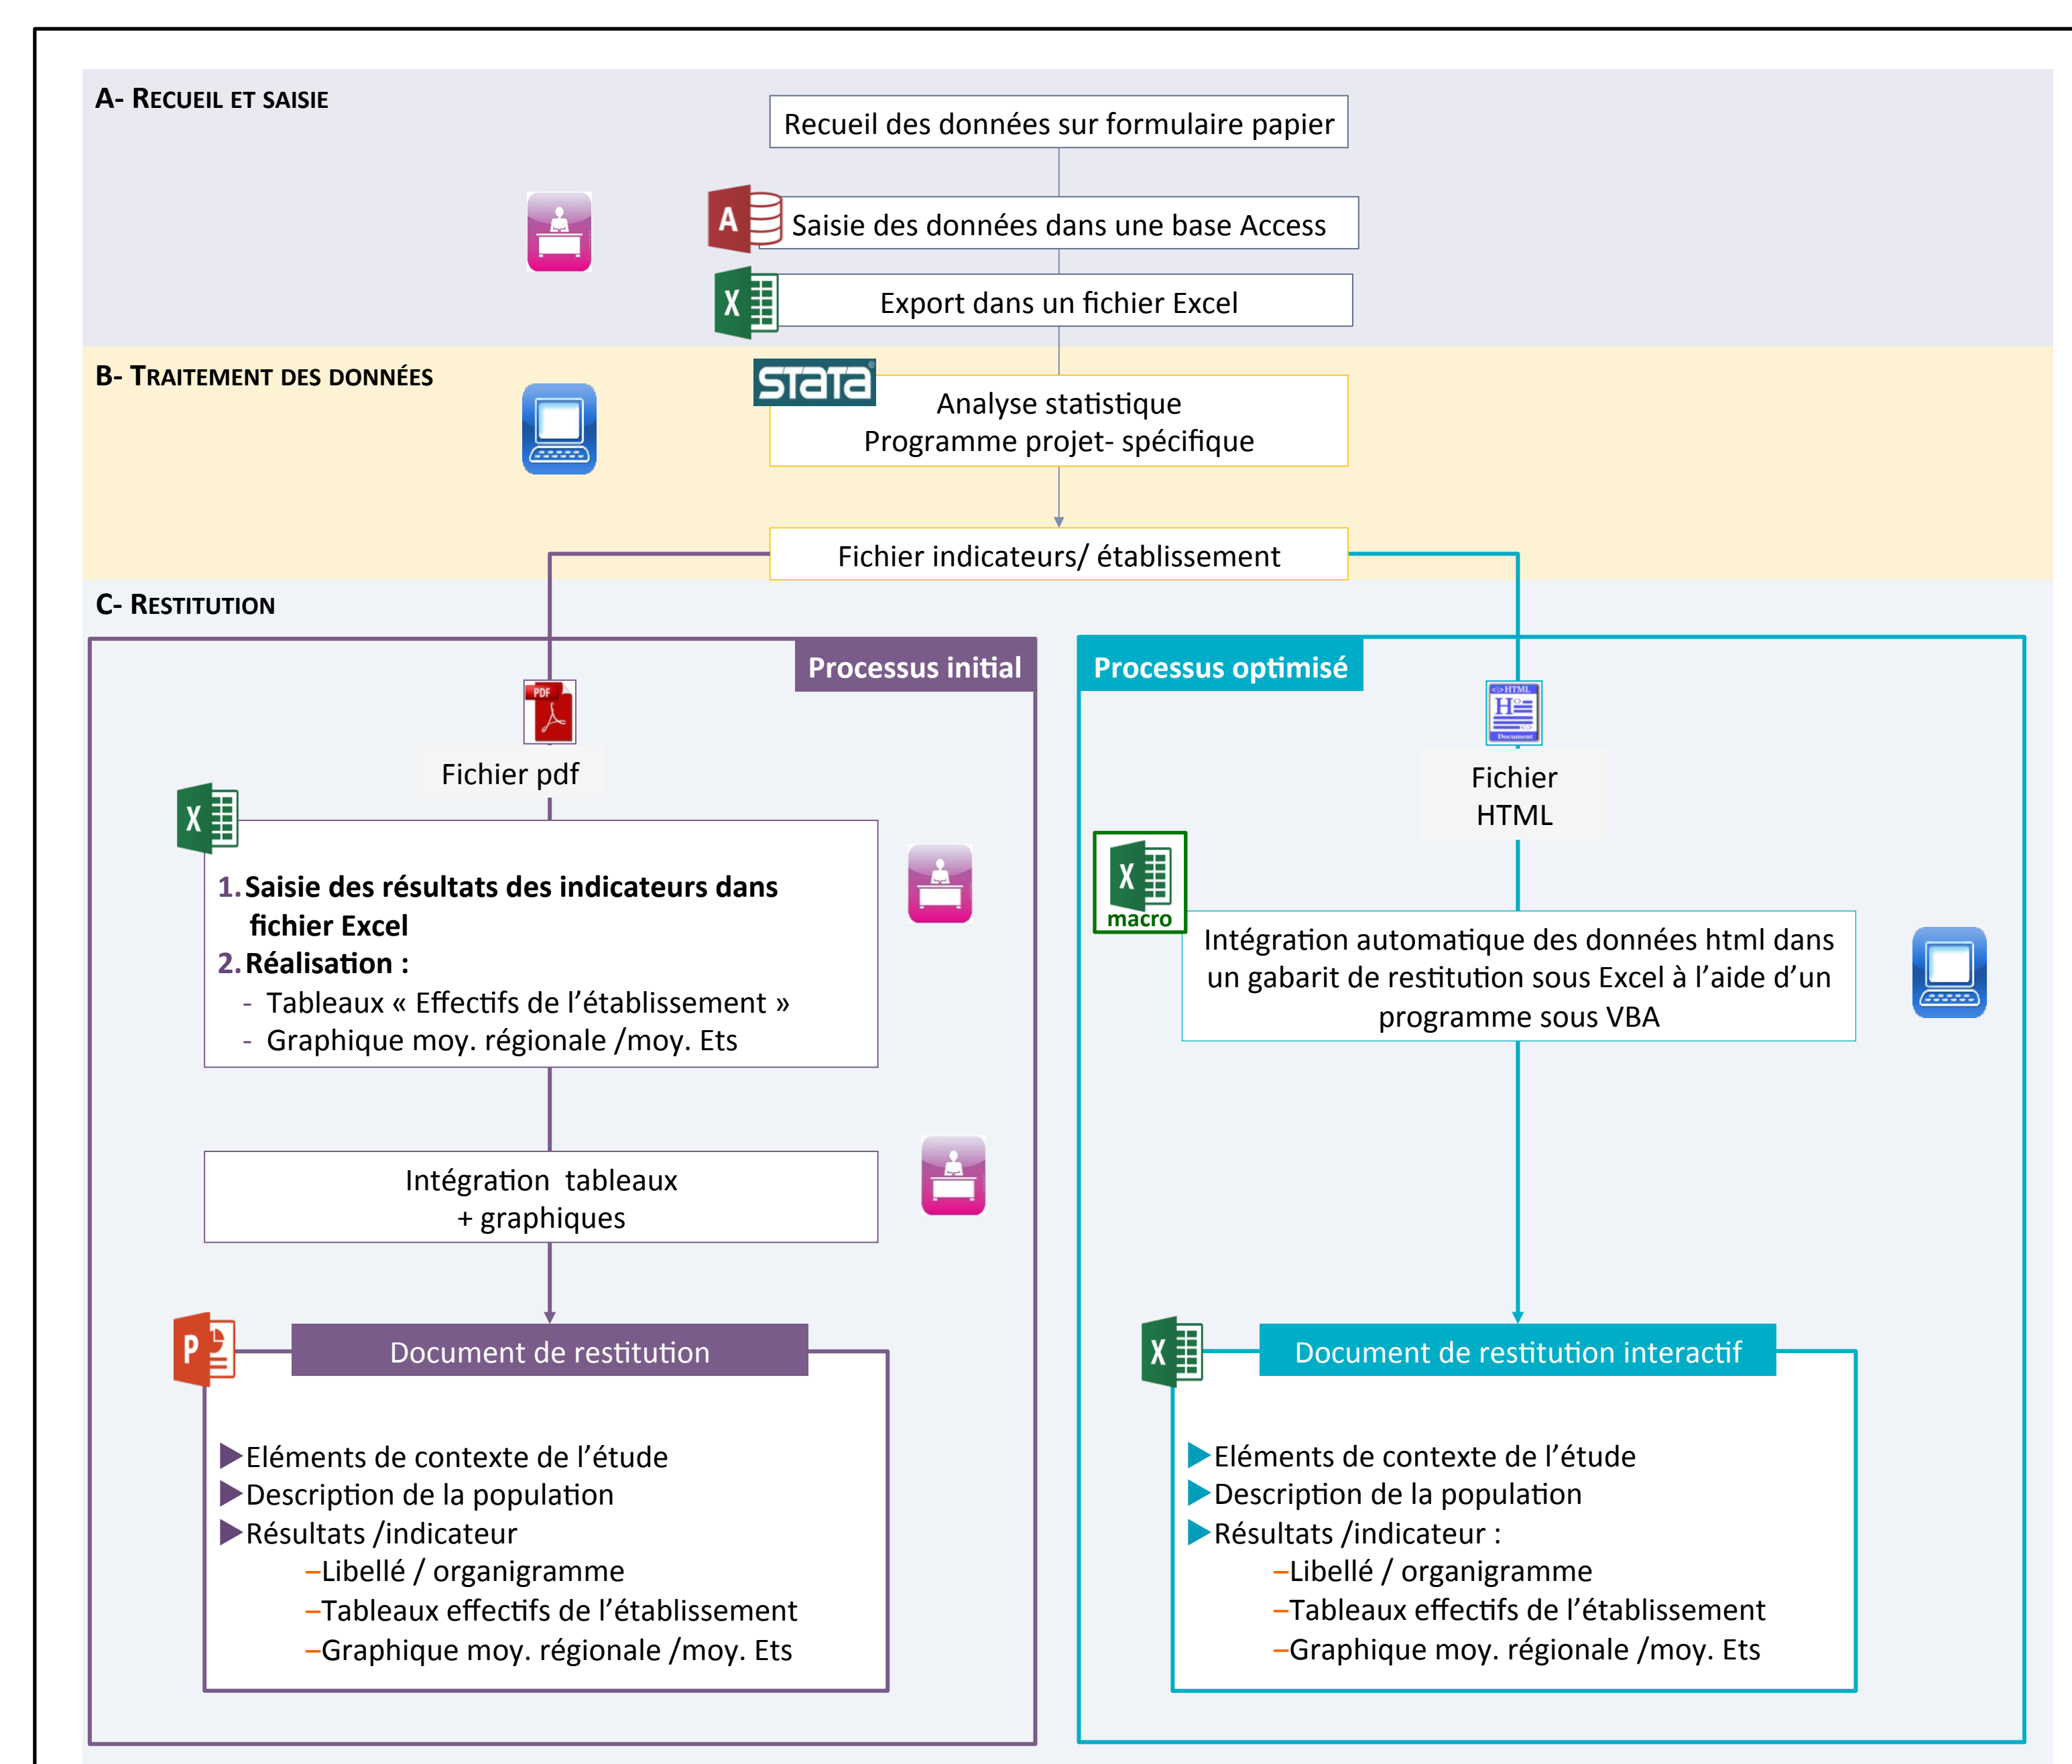 A- RECUEIL ET SAISIE
Recueil des données sur formulaire papier
A
Saisie des données dans une base Access
X
Export dans un fichier Excel
B- TRAITEMENT DES DONNÉES
STATA®
Analyse statistique
Programme projet- spécifique
Fichier indicateurs/ établissement
C- RESTITUTION
Processus initial
PDF
Fichier pdf
X
1. Saisie des résultats des indicateurs dans
fichier Excel
2. Réalisation :
- Tableaux « Effectifs de l’établissement »
- Graphique moy. régionale /moy. Ets
Intégration tableaux
+ graphiques
P
Document de restitution
▶Eléments de contexte de l’étude
▶Description de la population
▶Résultats /indicateur
–Libellé / organigramme
–Tableaux effectifs de l’établissement
–Graphique moy. régionale /moy. Ets
Processus optimisé
<\>HTML
H
Document
Fichier
HTML
X
macro
Intégration automatique des données html dans
un gabarit de restitution sous Excel à l’aide d’un
programme sous VBA
X
Document de restitution interactif
▶Eléments de contexte de l’étude
▶Description de la population
▶Résultats /indicateur :
–Libellé / organigramme
–Tableaux effectifs de l’établissement
–Graphique moy. régionale /moy. Ets